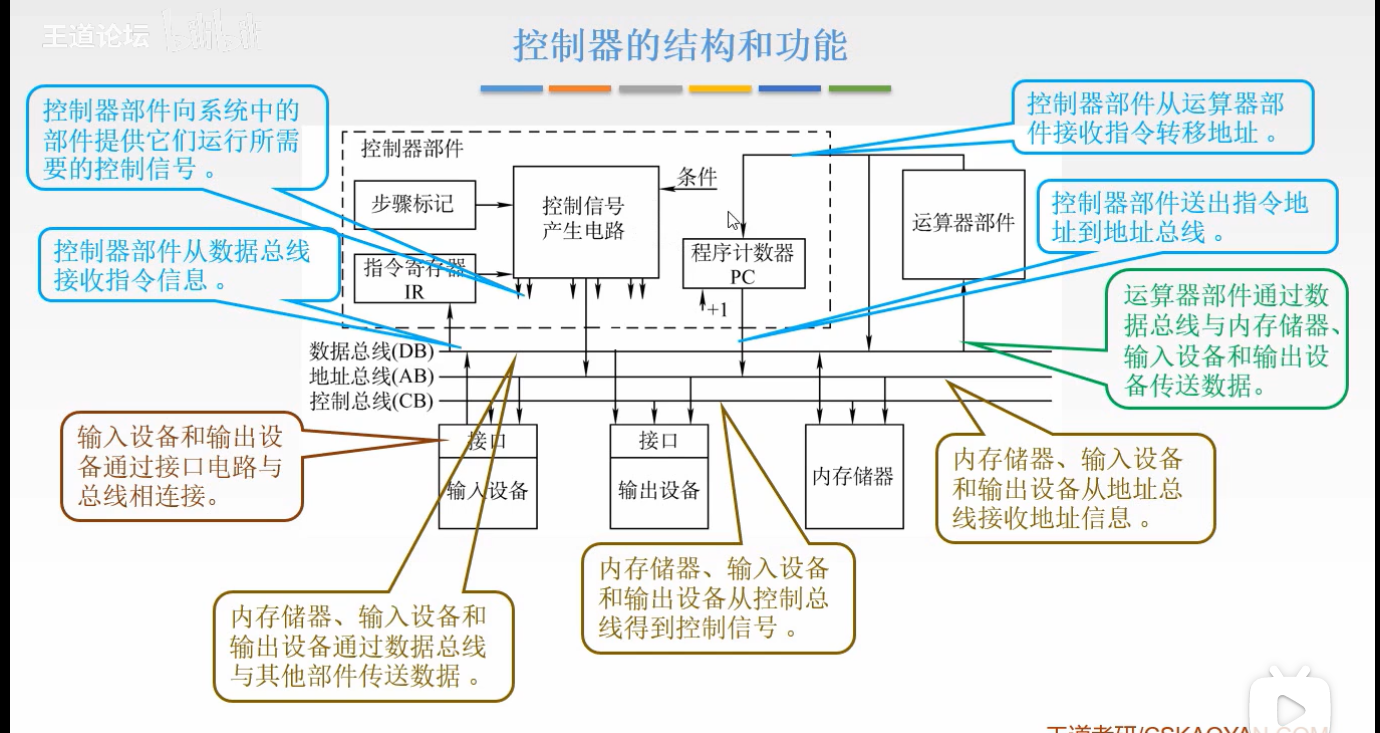 王道论坛
bilibili
控制器的结构和功能
控制器部件向系统中的
部件提供它们运行所需
要的控制信号。
控制器部件从运算器部
件接收指令转移地址。
控制器部件
步骤标记
控制信号
产生电路
条件
运算器部件
控制器部件送出指令地
址到地址总线。
控制器部件从数据总线
接收指令信息。
指令寄存器
IR
程序计数器
PC
+1
运算器部件通过数
据总线与内存储器、
输入设备和输出设
备传送数据。
数据总线(DB)
地址总线(AB)
控制总线(CB)
输入设备和输出设
备通过接口电路与
总线相连接。
接口
输入设备
接口
输出设备
内存储器
内存储器、输入设备
和输出设备从地址总
线接收地址信息。
内存储器、输入设备
和输出设备从控制总
线得到控制信号。
内存储器、输入设备和
输出设备通过数据总线
与其他部件传送数据。
王道考研/CSKAOYAN.COM